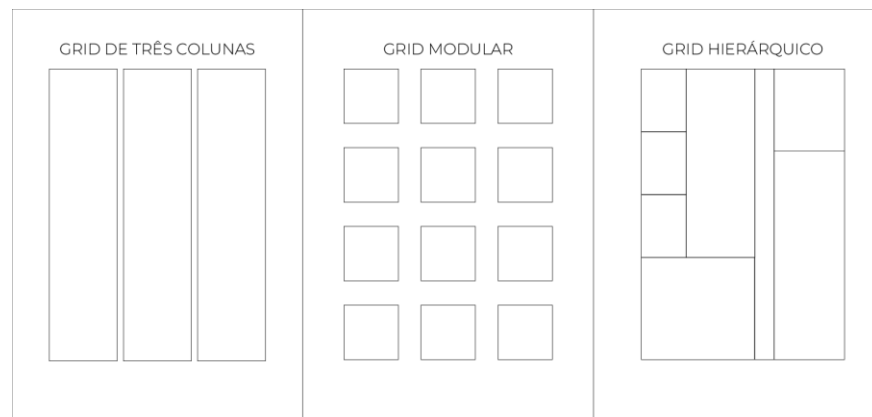 GRID DE TRÊS COLUNAS
GRID MODULAR
GRID HIERÁRQUICO